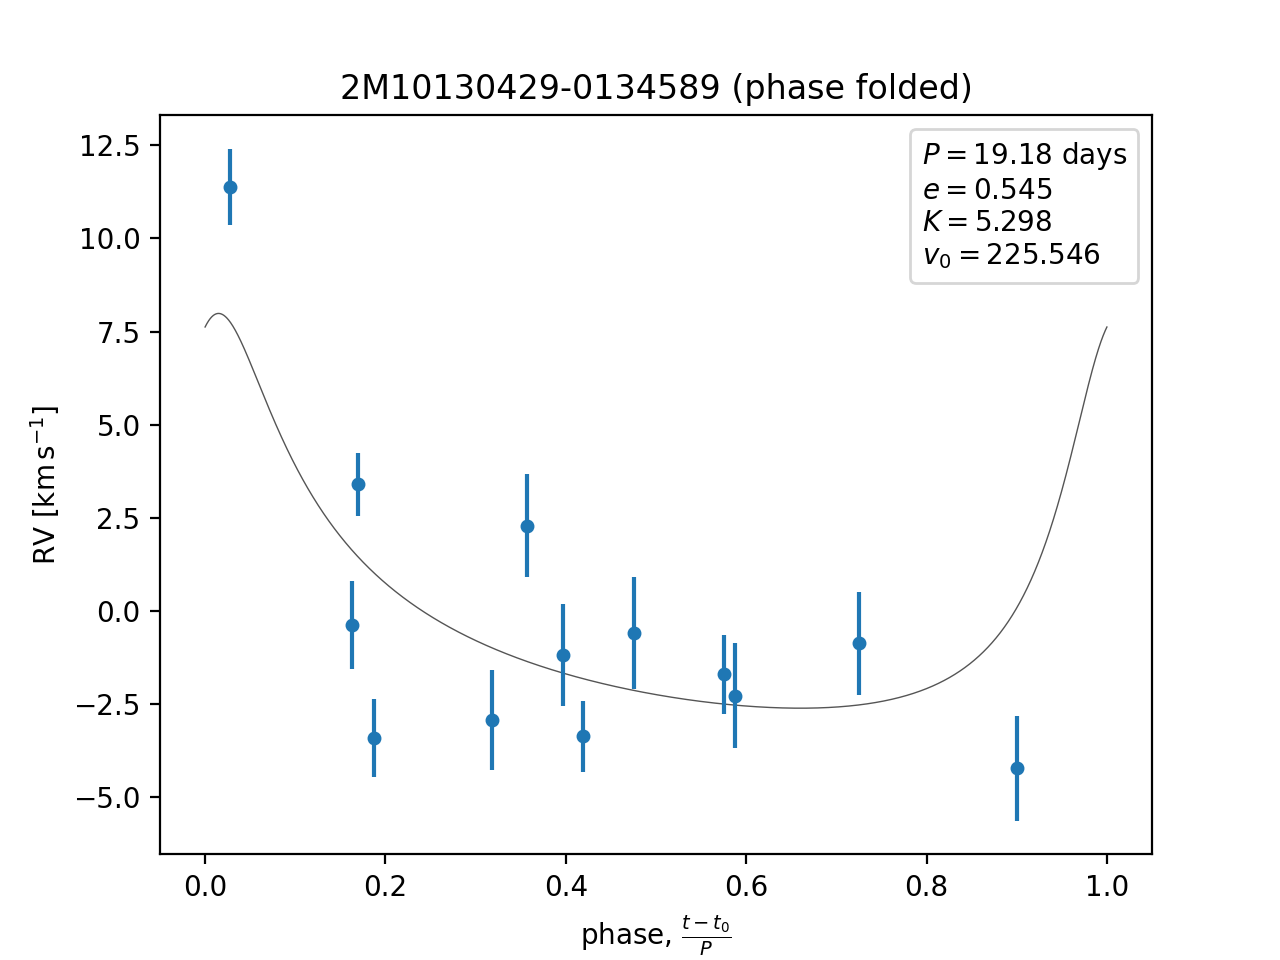 2M10130429-0134589 (phase folded)
P = 19.18 days
e = 0.545
K = 5.298
v₀ = 225.546
12.5
10.0
7.5
5.0
2.5
0.0
−2.5
−5.0
RV [km s⁻¹]
0.0 0.2 0.4 0.6 0.8 1.0
phase, (t − t₀)/P